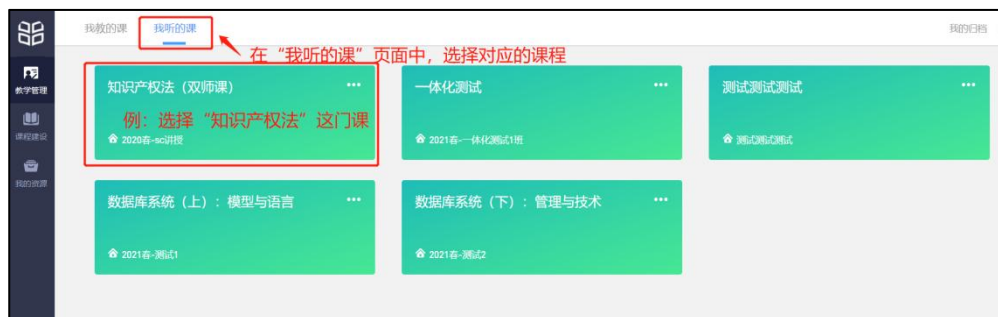 我教的课 我听的课 我的归档
在“我听的课”页面中，选择对应的课程
教学管理
课程建设
我的资源
知识产权法（双师课）
例：选择“知识产权法”这门课
2020春-sc讲授
一体化测试
2021春-一体化测试1班
测试测试测试
测试测试测试
数据库系统（上）：模型与语言
2021春-测试1
数据库系统（下）：管理与技术
2021春-测试2